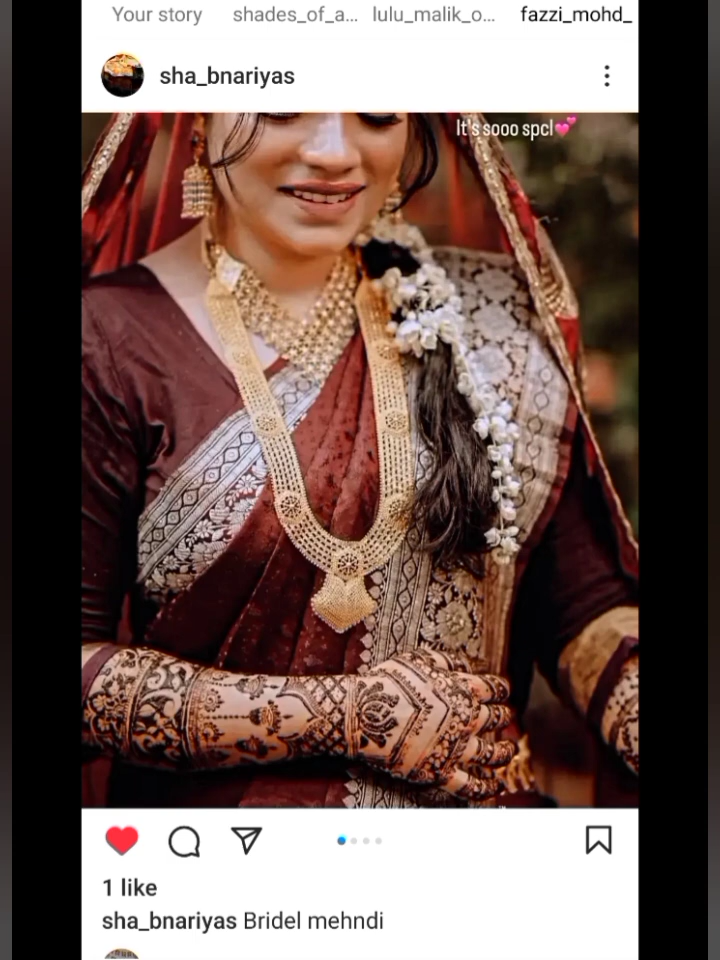 Your story shades_of_a... lulu_malik_o... fazzi_mohd_
sha_bnariyas
It's sooo spcl💕
1 like
sha_bnariyas Bridel mehndi